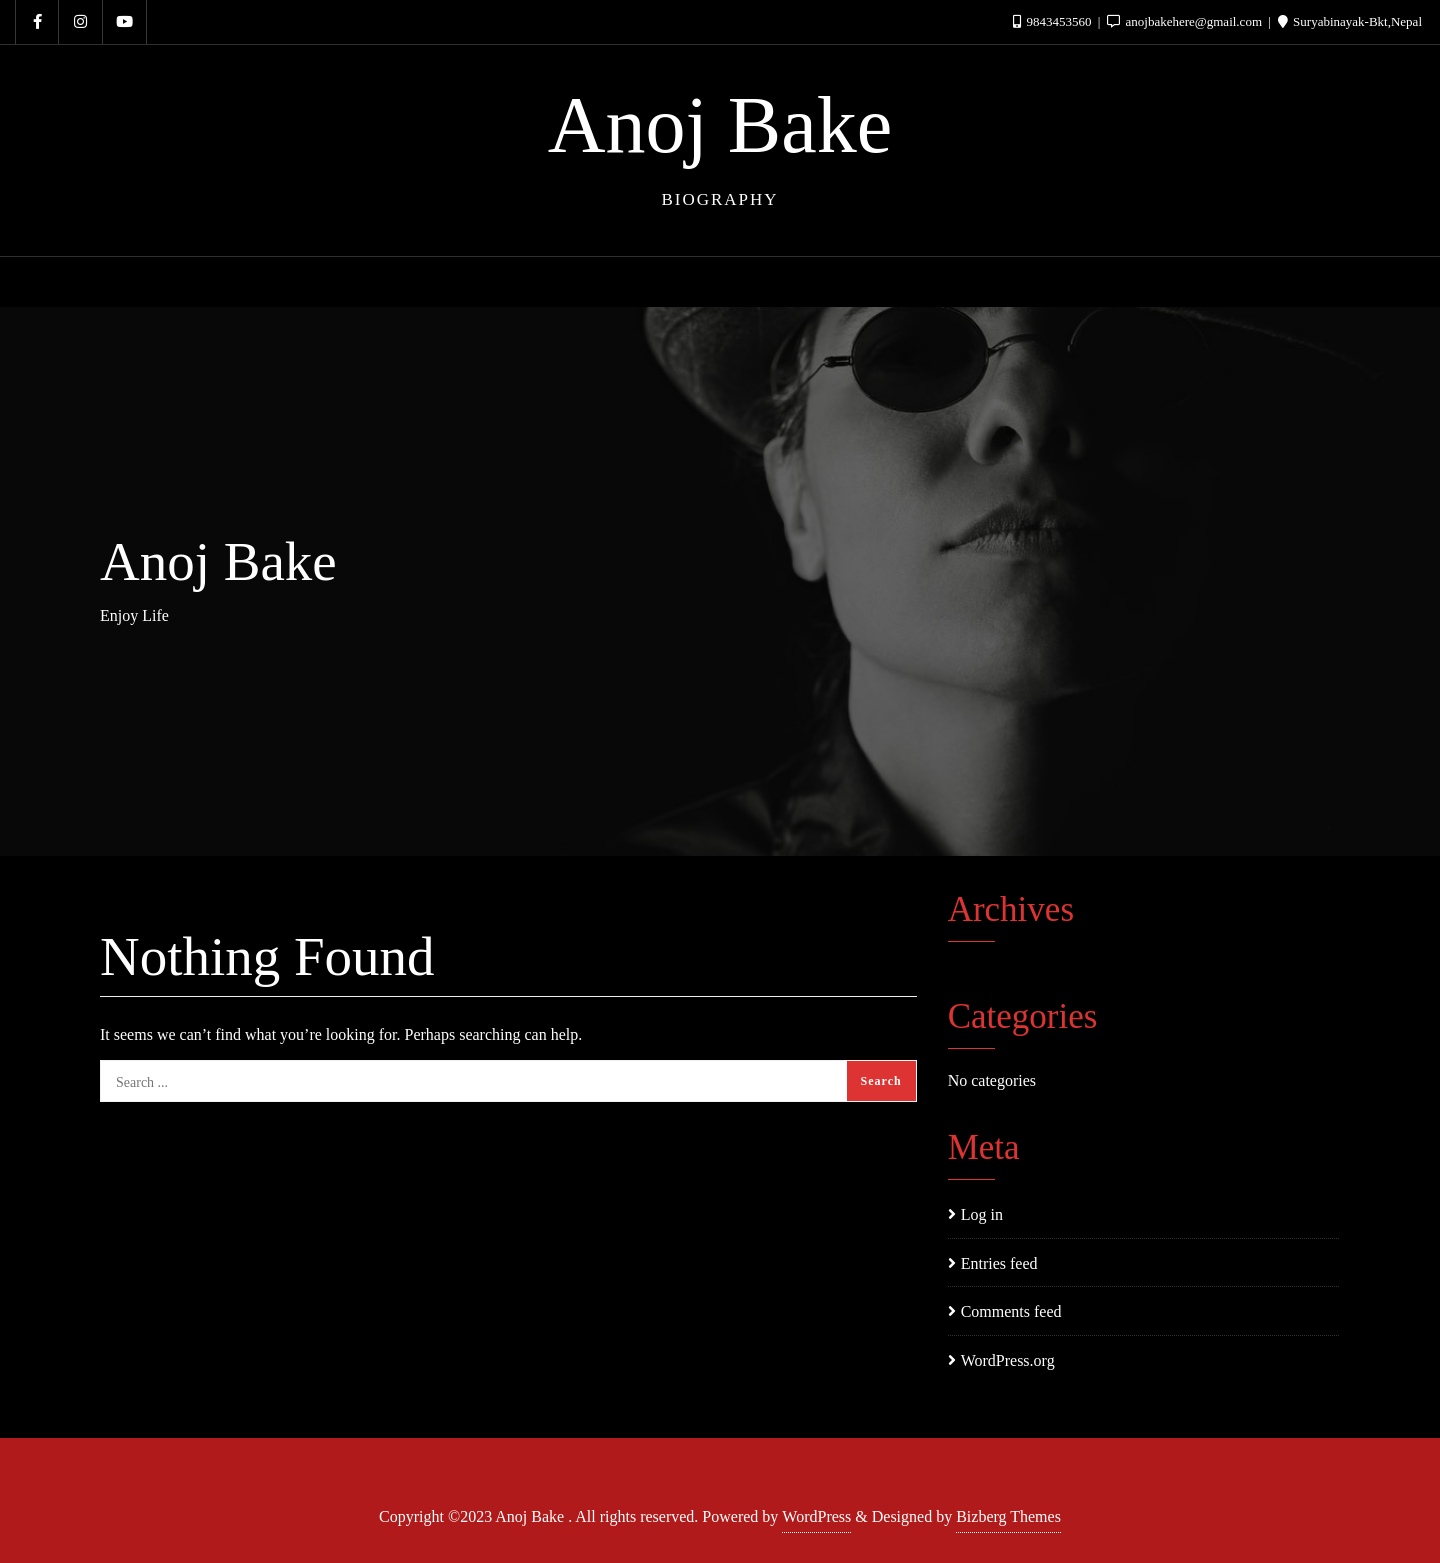 9843453560 | anojbakehere@gmail.com | Suryabinayak-Bkt,Nepal
Anoj Bake
BIOGRAPHY
Anoj Bake
Enjoy Life
Nothing Found
It seems we can’t find what you’re looking for. Perhaps searching can help.
Search ...
Search
Archives
Categories
No categories
Meta
Log in
Entries feed
Comments feed
WordPress.org
Copyright ©2023 Anoj Bake . All rights reserved. Powered by WordPress & Designed by Bizberg Themes